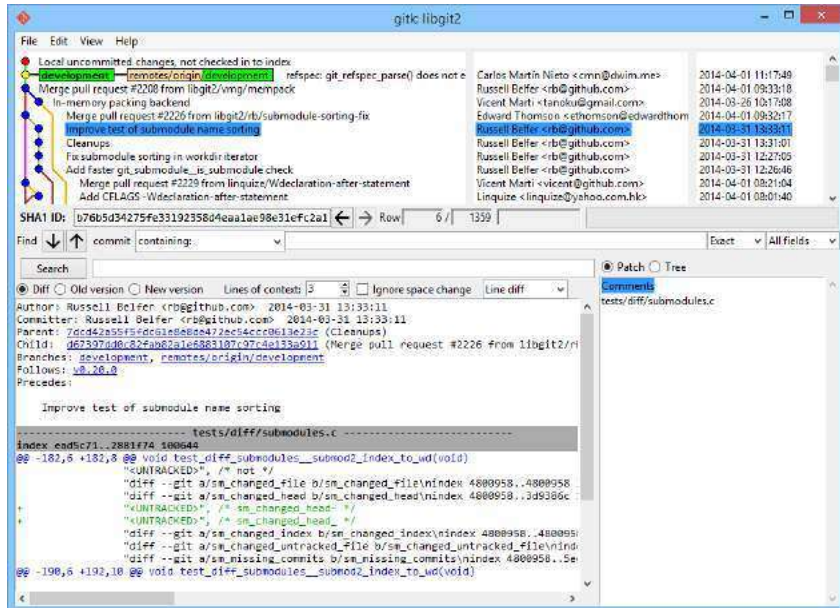 gitk: libgit2
File Edit View Help
Local uncommitted changes, not checked in to index
development remotes/origin/development refspec: git_refspec_parse() does not e Carlos Martín Nieto <cmn@dwim.me> 2014-04-01 11:17:49
Merge pull request #2208 from libgit2/vmg/mempack Russell Belfer <rb@github.com> 2014-04-01 09:33:18
In-memory packing backend Vicent Marti <tanoku@gmail.com> 2014-03-26 10:17:08
Merge pull request #2226 from libgit2/rb/submodule-sorting-fix Edward Thomson <ethomson@edwardthom 2014-04-01 09:32:17
Improve test of submodule name sorting Russell Belfer <rb@github.com> 2014-03-31 13:33:11
Cleanups Russell Belfer <rb@github.com> 2014-03-31 13:31:01
Fix submodule sorting in workdir iterator Russell Belfer <rb@github.com> 2014-03-31 12:27:05
Add faster git_submodule__is_submodule check Russell Belfer <rb@github.com> 2014-03-31 12:26:46
Merge pull request #2229 from linquize/Wdeclaration-after-statement Vicent Marti <vicent@github.com> 2014-04-01 08:21:04
Add CFLAGS -Wdeclaration-after-statement Linquize <linquize@yahoo.com.hk> 2014-04-01 08:01:40
SHA1 ID: Row 6 / 1359
Find commit containing: Exact All fields
Search Patch Tree
Diff Old version New version Lines of context: 3 Ignore space change Line diff
Comments
tests/diff/submodules.c
Author: Russell Belfer <rb@github.com> 2014-03-31 13:33:11
Committer: Russell Belfer <rb@github.com> 2014-03-31 13:33:11
Parent: (Cleanups)
Child: (Merge pull request #2226 from libgit2/r
Branches: development, remotes/origin/development
Follows: v0.20.0
Precedes:
Improve test of submodule name sorting
-------------------------- tests/diff/submodules.c --------------------------
index ead5c71..2881f74 100644
@@ -182,6 +182,8 @@ void test_diff_submodules__submod2_index_to_wd(void)
"<UNTRACKED>", /* not */
"diff --git a/sm_changed_file b/sm_changed_file\nindex 4800958..4800958
"diff --git a/sm_changed_head b/sm_changed_head\nindex 4800958..3d9386c
+ "<UNTRACKED>", /* sm_changed_head- */
+ "<UNTRACKED>", /* sm_changed_head_ */
"diff --git a/sm_changed_index b/sm_changed_index\nindex 4800958..480095
"diff --git a/sm_changed_untracked_file b/sm_changed_untracked_file\nind
"diff --git a/sm_missing_commits b/sm_missing_commits\nindex 4800958..5e
@@ -190,6 +192,10 @@ void test_diff_submodules__submod2_index_to_wd(void)